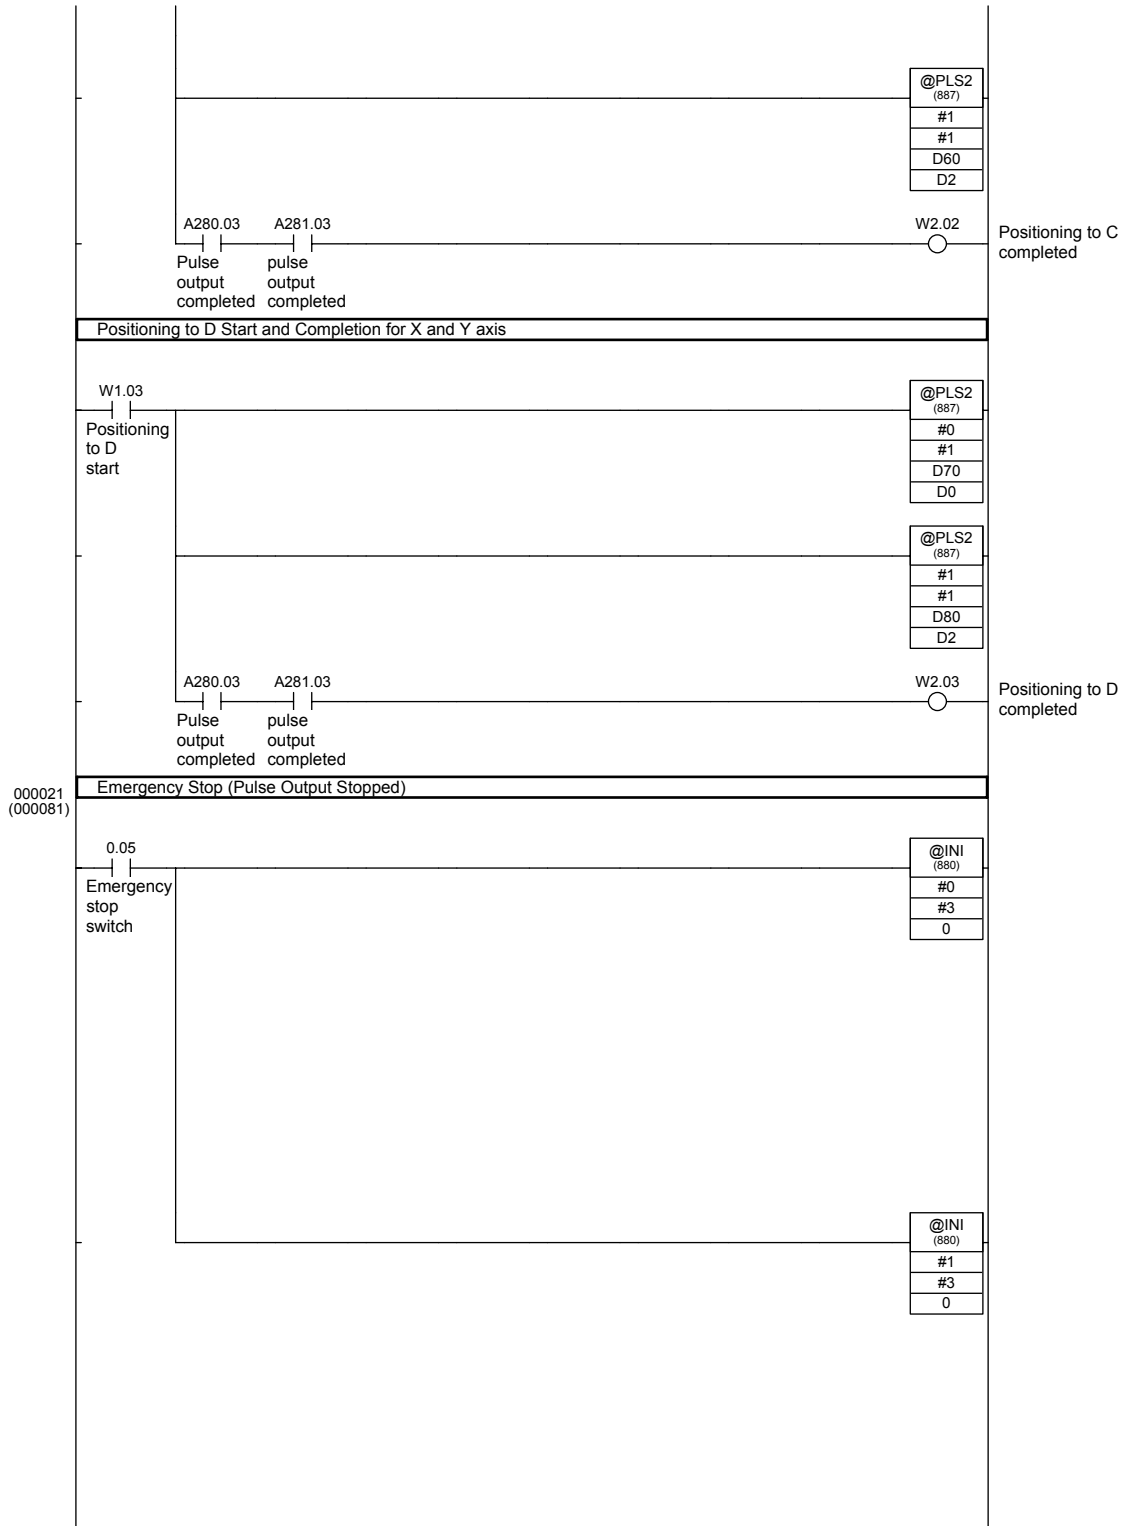 @PLS2
(887)
#1
#1
D60
D2
A280.03 A281.03 W2.02
Pulse output completed
pulse output completed
Positioning to C completed
Positioning to D Start and Completion for X and Y axis
W1.03
Positioning to D start
@PLS2
(887)
#0
#1
D70
D0
@PLS2
(887)
#1
#1
D80
D2
A280.03 A281.03 W2.03
Pulse output completed
pulse output completed
Positioning to D completed
000021
(000081)
Emergency Stop (Pulse Output Stopped)
0.05
Emergency stop switch
@INI
(880)
#0
#3
0
@INI
(880)
#1
#3
0